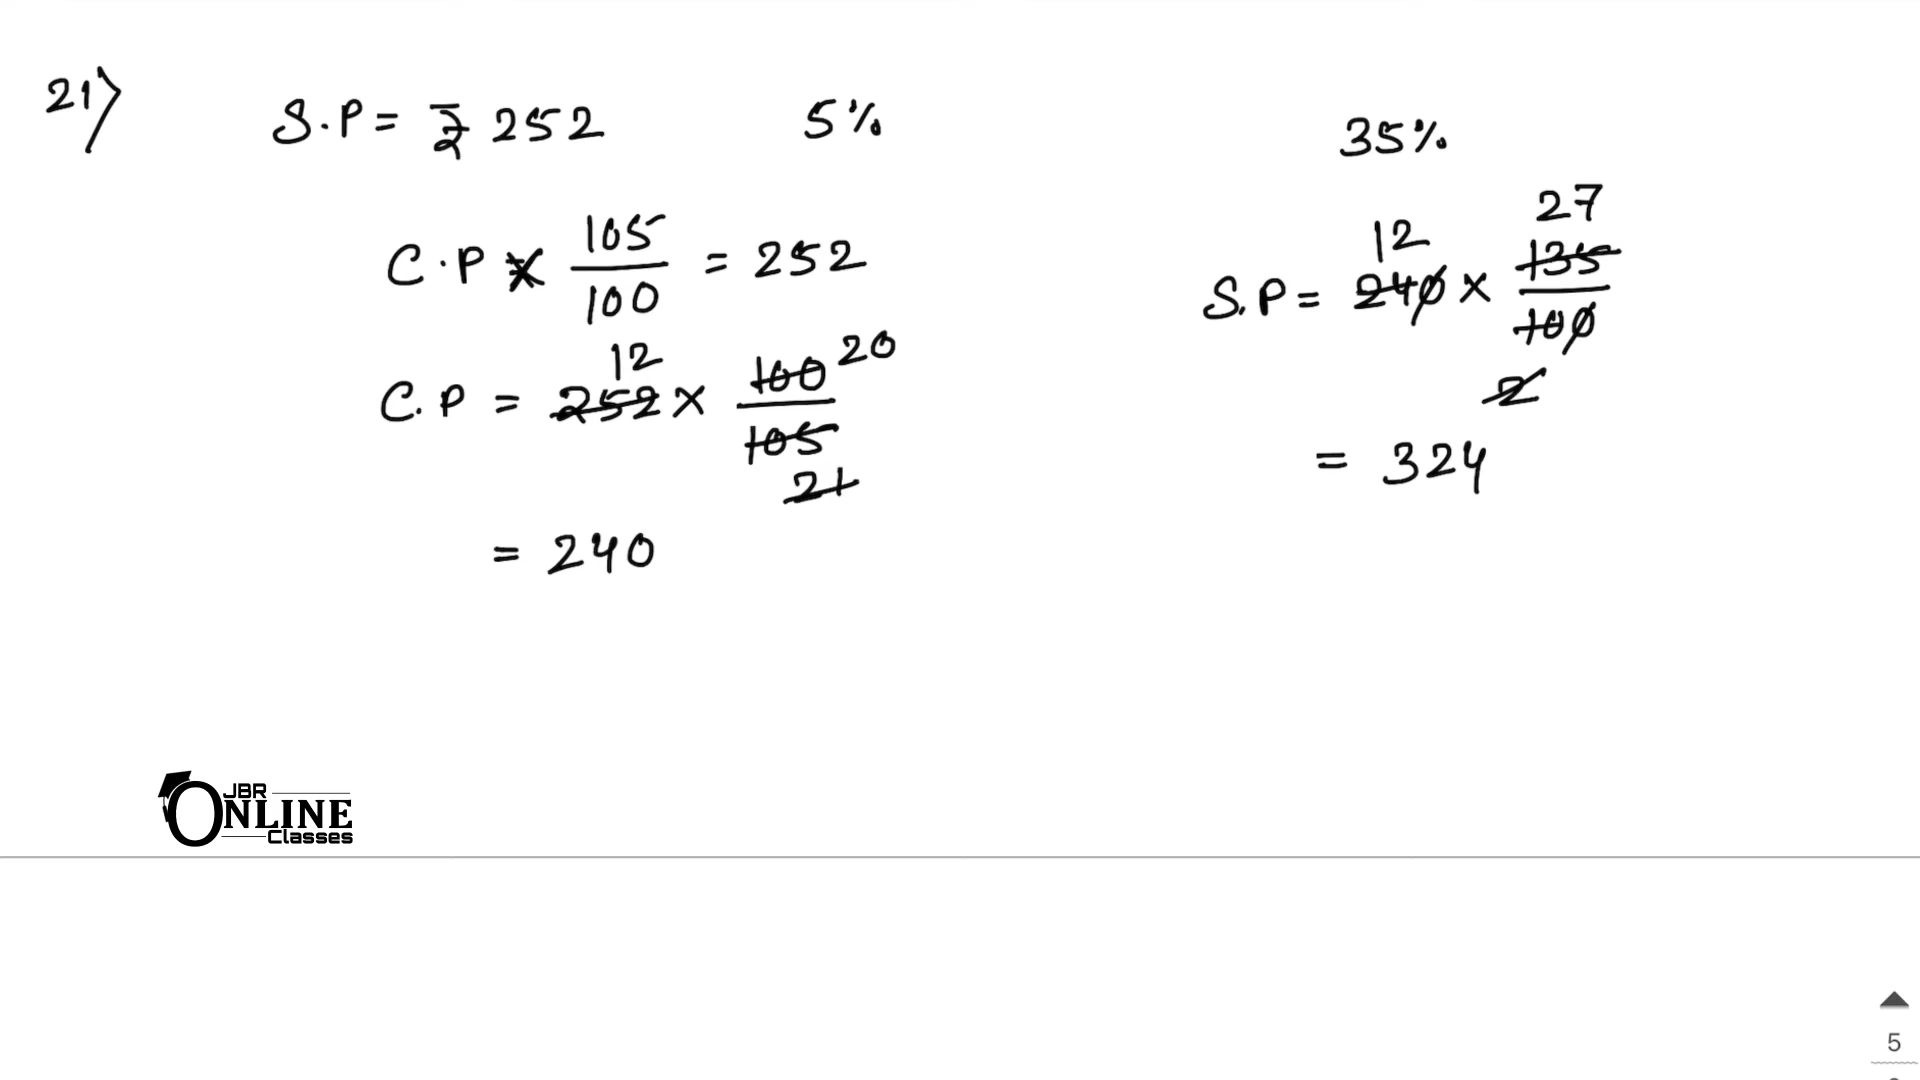 21)
S.P = ₹ 252 5%
C.P × 105/100 = 252
C.P = 252 × 100/105
12 20
21
= 240
35%
S.P = 240 × 135/100
12 27
2
= 324
JBR
ONLINE
Classes
5